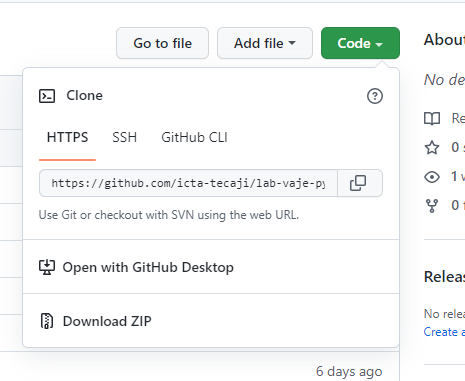 Go to file
Add file
Code
Clone
HTTPS
SSH
GitHub CLI
https://github.com/icta-tecaji/lab-vaje-py
Use Git or checkout with SVN using the web URL.
Open with GitHub Desktop
Download ZIP
6 days ago
About
No de
Re
0 s
1 w
0 f
Releas
No relea
Create a